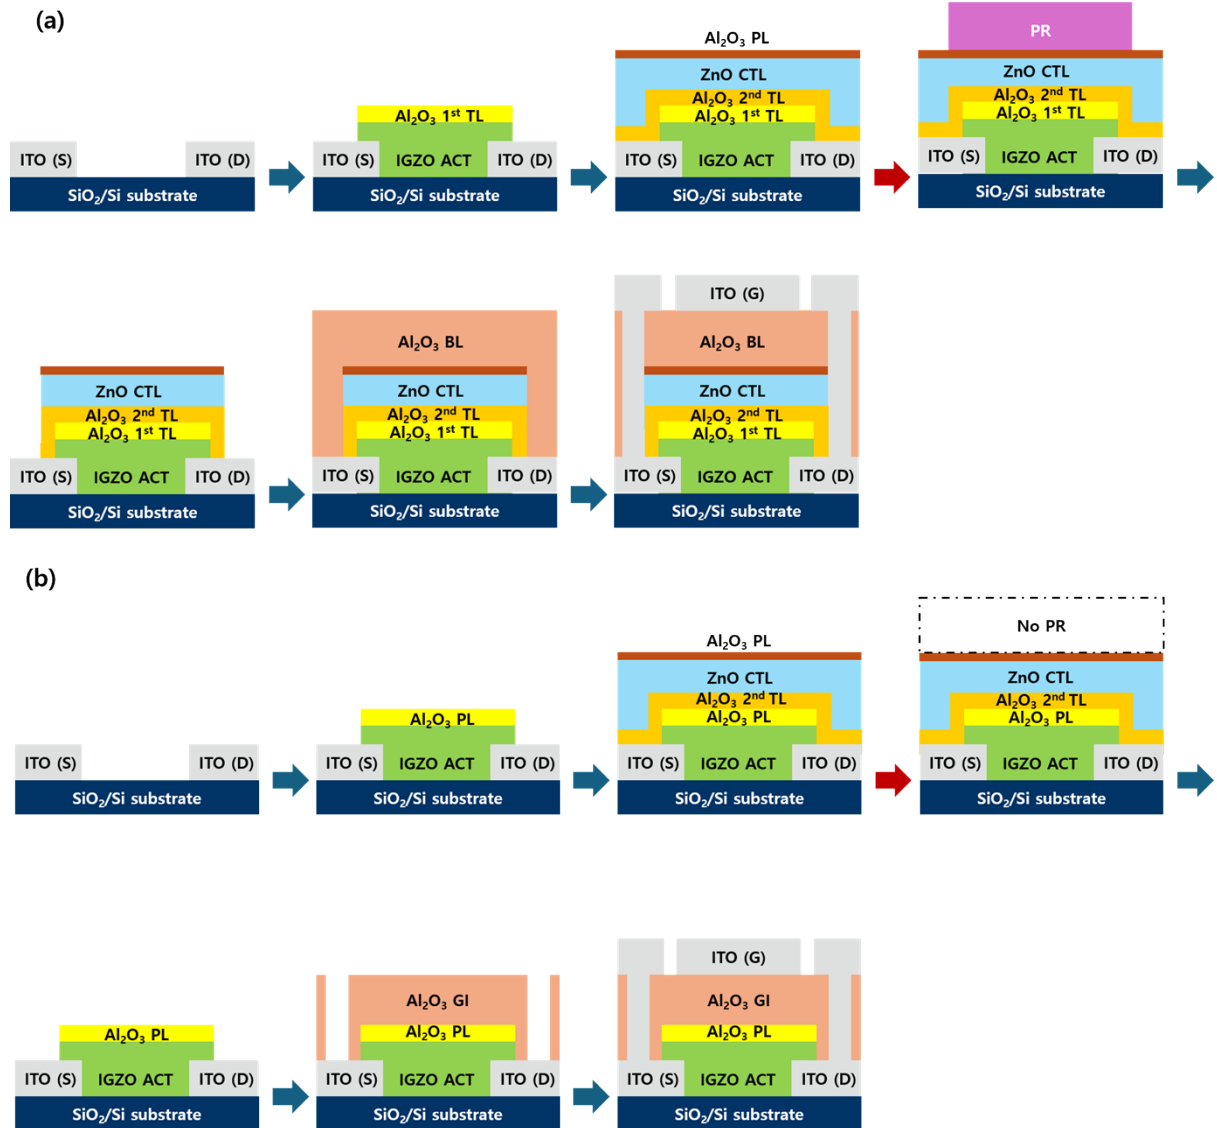 (a)
Al₂O₃ 1ˢᵗ TL
ITO (S)
ITO (D)
SiO₂/Si substrate
ITO (S)
IGZO ACT
ITO (D)
SiO₂/Si substrate
Al₂O₃ PL
ZnO CTL
Al₂O₃ 2ⁿᵈ TL
Al₂O₃ 1ˢᵗ TL
ITO (S)
IGZO ACT
ITO (D)
SiO₂/Si substrate
PR
ZnO CTL
Al₂O₃ 2ⁿᵈ TL
Al₂O₃ 1ˢᵗ TL
ITO (S)
IGZO ACT
ITO (D)
SiO₂/Si substrate
ZnO CTL
Al₂O₃ 2ⁿᵈ TL
Al₂O₃ 1ˢᵗ TL
ITO (S)
IGZO ACT
ITO (D)
SiO₂/Si substrate
Al₂O₃ BL
ZnO CTL
Al₂O₃ 2ⁿᵈ TL
Al₂O₃ 1ˢᵗ TL
ITO (S)
IGZO ACT
ITO (D)
SiO₂/Si substrate
ITO (G)
Al₂O₃ BL
ZnO CTL
Al₂O₃ 2ⁿᵈ TL
Al₂O₃ 1ˢᵗ TL
ITO (S)
IGZO ACT
ITO (D)
SiO₂/Si substrate
(b)
ITO (S)
ITO (D)
SiO₂/Si substrate
Al₂O₃ PL
ITO (S)
IGZO ACT
ITO (D)
SiO₂/Si substrate
Al₂O₃ PL
ZnO CTL
Al₂O₃ 2ⁿᵈ TL
Al₂O₃ PL
ITO (S)
IGZO ACT
ITO (D)
SiO₂/Si substrate
No PR
ZnO CTL
Al₂O₃ 2ⁿᵈ TL
Al₂O₃ PL
ITO (S)
IGZO ACT
ITO (D)
SiO₂/Si substrate
Al₂O₃ PL
ITO (S)
IGZO ACT
ITO (D)
SiO₂/Si substrate
Al₂O₃ GI
Al₂O₃ PL
ITO (S)
IGZO ACT
ITO (D)
SiO₂/Si substrate
ITO (G)
Al₂O₃ GI
Al₂O₃ PL
ITO (S)
IGZO ACT
ITO (D)
SiO₂/Si substrate